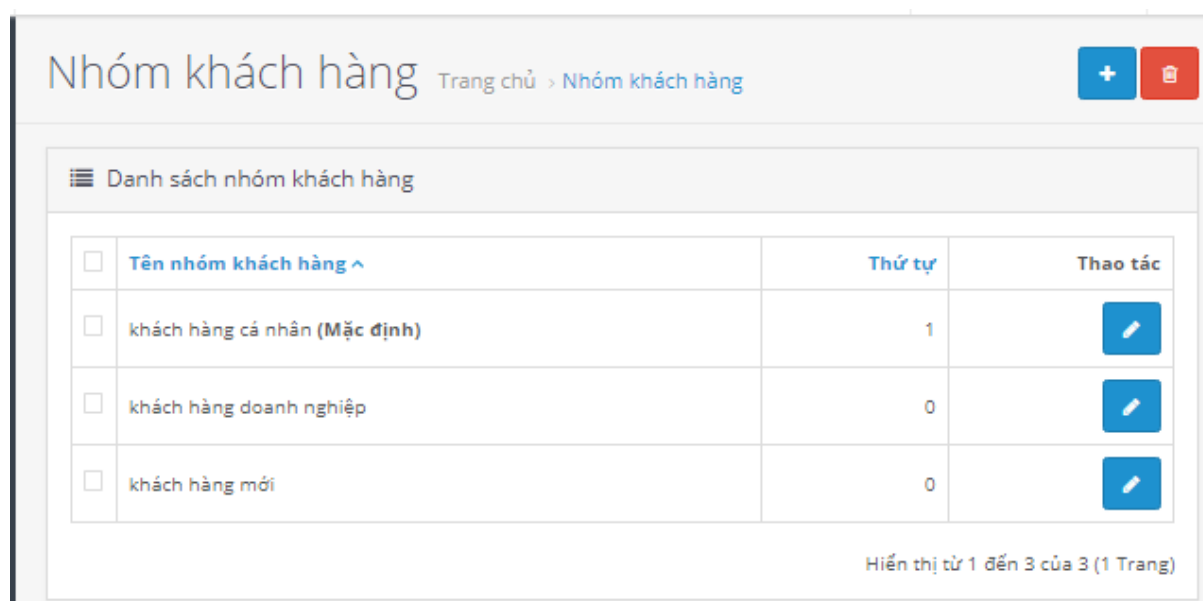 Nhóm khách hàng Trang chủ › Nhóm khách hàng
Danh sách nhóm khách hàng
Tên nhóm khách hàng Thứ tự Thao tác
khách hàng cá nhân (Mặc định) 1
khách hàng doanh nghiệp 0
khách hàng mới 0
Hiển thị từ 1 đến 3 của 3 (1 Trang)